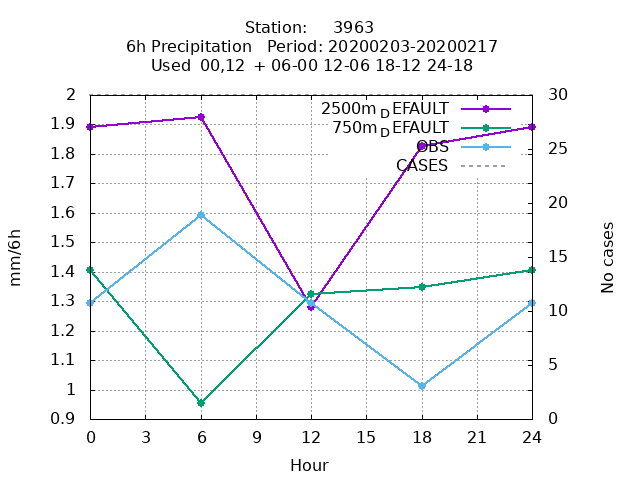 Station: 3963
6h Precipitation Period: 20200203-20200217
Used 00,12 + 06-00 12-06 18-12 24-18
2 30
2500m_DEFAULT
1.9
750m_DEFAULT
OBS
1.8 25
CASES
1.7
1.6 20
1.5
mm/6h No cases
1.4 15
1.3 10
1.2
1.1 5
1
0.9 0
0 3 6 9 12 15 18 21 24
Hour